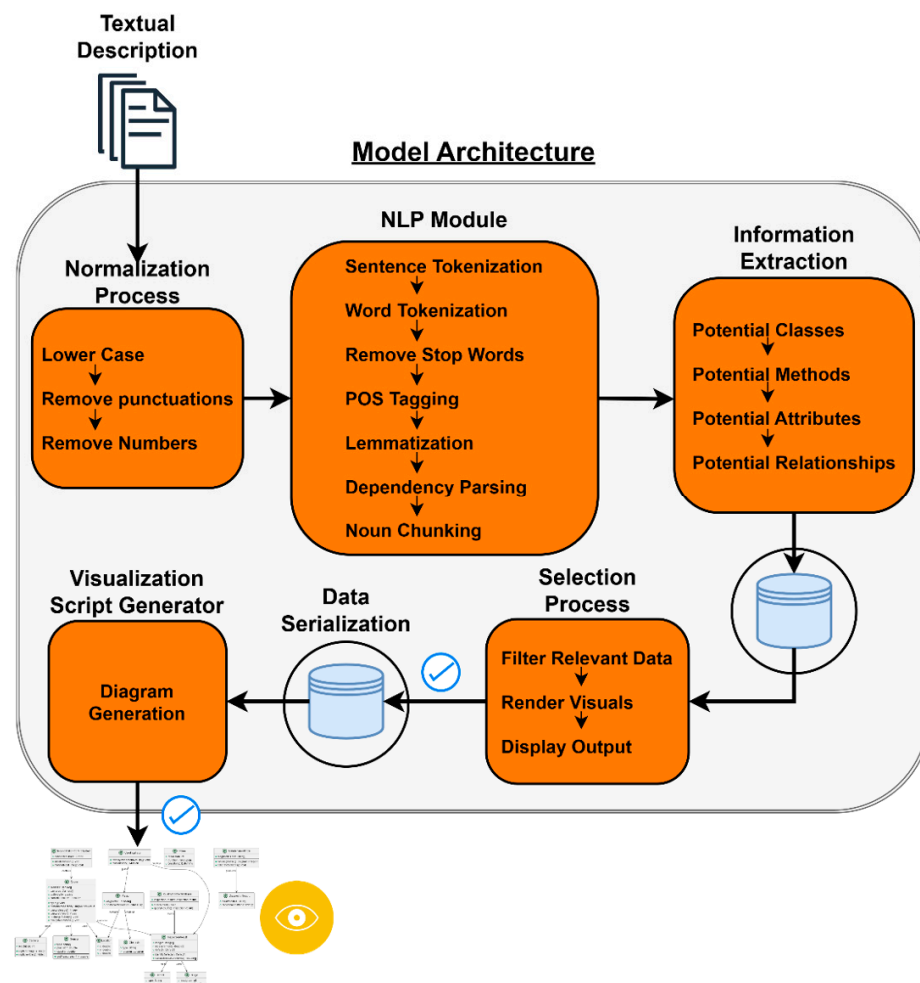 Textual
Description
Model Architecture
Normalization
Process
Lower Case
Remove punctuations
Remove Numbers
NLP Module
Sentence Tokenization
Word Tokenization
Remove Stop Words
POS Tagging
Lemmatization
Dependency Parsing
Noun Chunking
Information
Extraction
Potential Classes
Potential Methods
Potential Attributes
Potential Relationships
Selection
Process
Filter Relevant Data
Render Visuals
Display Output
Data
Serialization
Visualization
Script Generator
Diagram
Generation